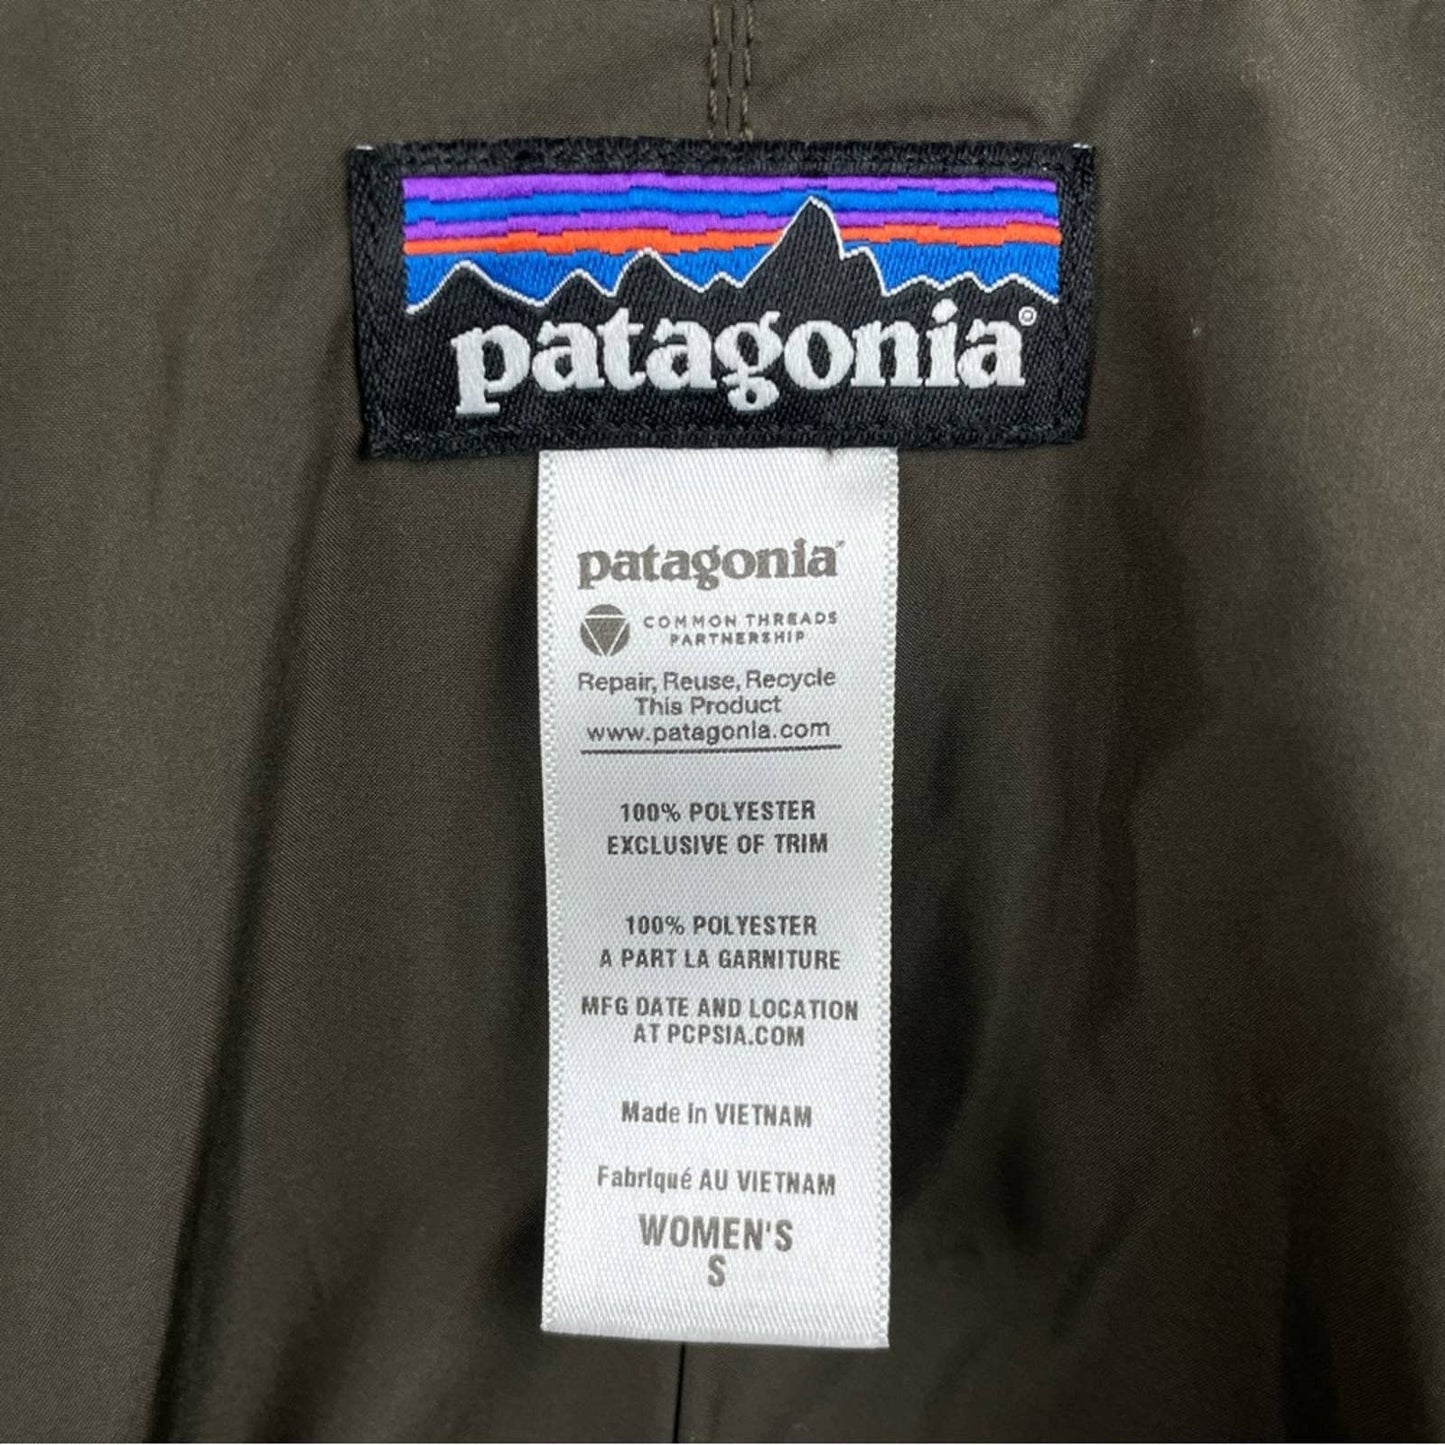 patagonia®
patagonia®
COMMON THREADS
PARTNERSHIP
Repair, Reuse, Recycle
This Product
www.patagonia.com
100% POLYESTER
EXCLUSIVE OF TRIM
100% POLYESTER
A PART LA GARNITURE
MFG DATE AND LOCATION
AT PCPSIA.COM
Made in VIETNAM
Fabriqué AU VIETNAM
WOMEN'S
S